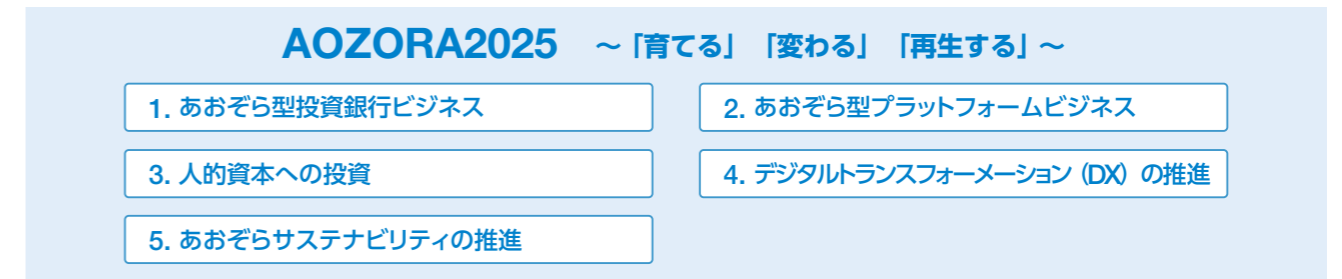 AOZORA2025 ～「育てる」「変わる」「再生する」～
1. あおぞら型投資銀行ビジネス
2. あおぞら型プラットフォームビジネス
3. 人的資本への投資
4. デジタルトランスフォーメーション（DX）の推進
5. あおぞらサステナビリティの推進